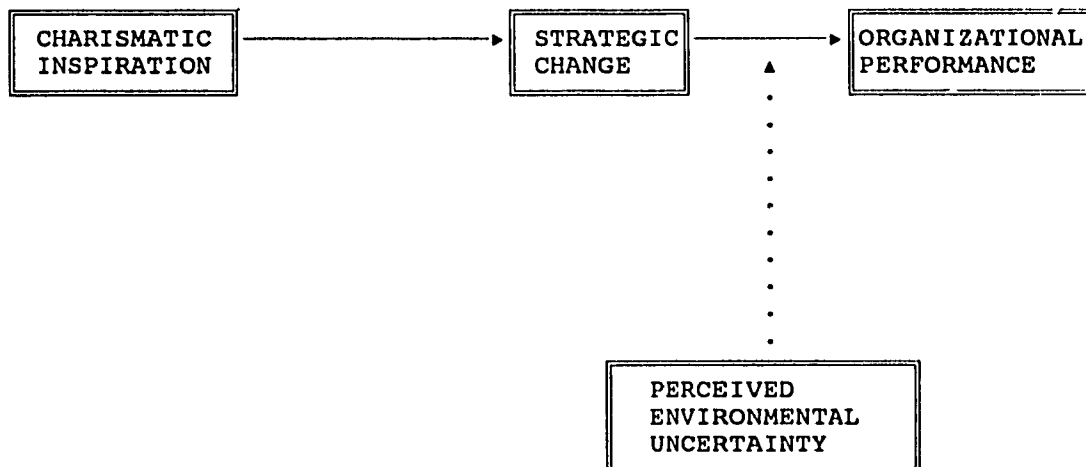 CHARISMATIC
INSPIRATION
STRATEGIC
CHANGE
ORGANIZATIONAL
PERFORMANCE
PERCEIVED
ENVIRONMENTAL
UNCERTAINTY